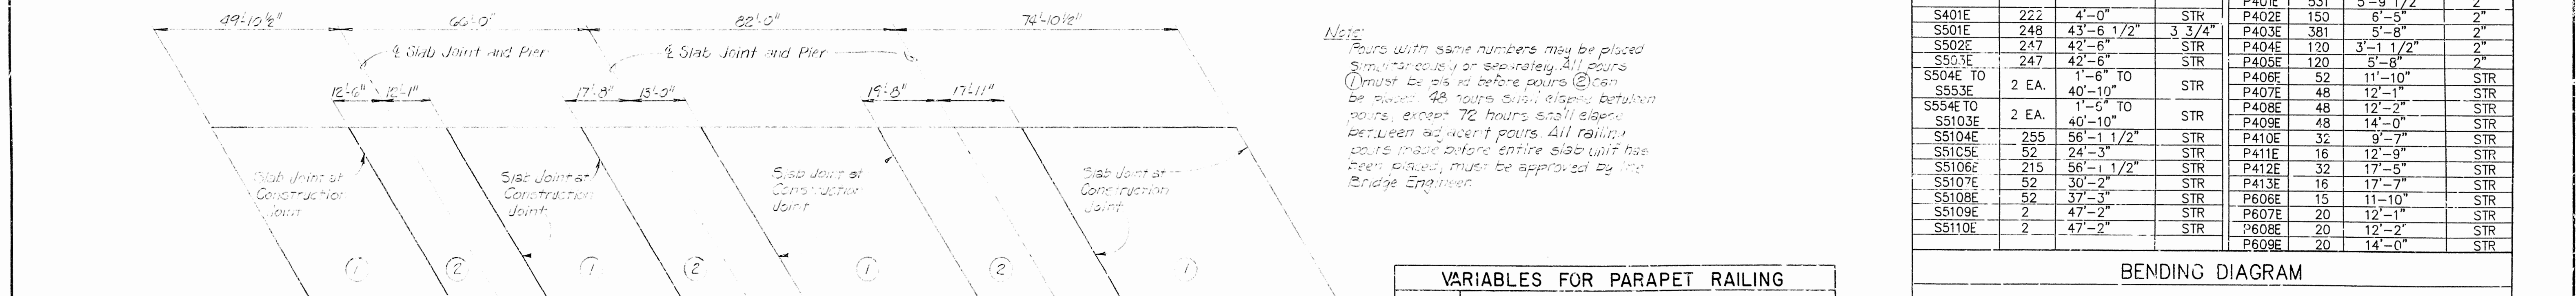 49'-10½" 66'-0" 82'-0" 74'-10½"
℄ Slab Joint and Pier ℄ Slab Joint and Pier
12'-6" 12'-1" 17'-8" 13'-0" 19'-8" 17'-11"
Slab Joint at
Construction
Joint
Slab Joint at
Construction
Joint
Slab Joint at
Construction
Joint
Slab Joint at
Construction
Joint
① ② ① ② ① ② ①
Note:
Pours with same numbers may be placed
Simultaneously or separately. All pours
① must be placed before pours ② can
be placed. 48 hours shall elapse between
pours, except 72 hours shall elapse
between adjacent pours. All railing
pours made before entire slab unit has
been placed, must be approved by the
Bridge Engineer.
VARIABLES FOR PARAPET RAILING
S401E 222 4'-0" STR
S501E 248 43'-6 1/2" 3 3/4"
S502E 247 42'-6" STR
S503E 247 42'-6" STR
S504E TO 1'-6" TO
2 EA. STR
S553E 40'-10"
S554E TO 1'-6" TO
2 EA. STR
S5103E 40'-10"
S5104E 255 56'-1 1/2" STR
S5105E 52 24'-3" STR
S5106E 215 56'-1 1/2" STR
S5107E 52 30'-2" STR
S5108E 52 37'-3" STR
S5109E 2 47'-2" STR
S5110E 2 47'-2" STR
P401E 531 5'-9 1/2" 2"
P402E 150 6'-5" 2"
P403E 381 5'-8" 2"
P404E 120 3'-1 1/2" 2"
P405E 120 5'-8" 2"
P406E 52 11'-10" STR
P407E 48 12'-1" STR
P408E 48 12'-2" STR
P409E 48 14'-0" STR
P410E 32 9'-7" STR
P411E 16 12'-9" STR
P412E 32 17'-5" STR
P413E 16 17'-7" STR
P606E 15 11-10" STR
P607E 20 12'-1" STR
P608E 20 12'-2" STR
P609E 20 14'-0" STR
BENDING DIAGRAM